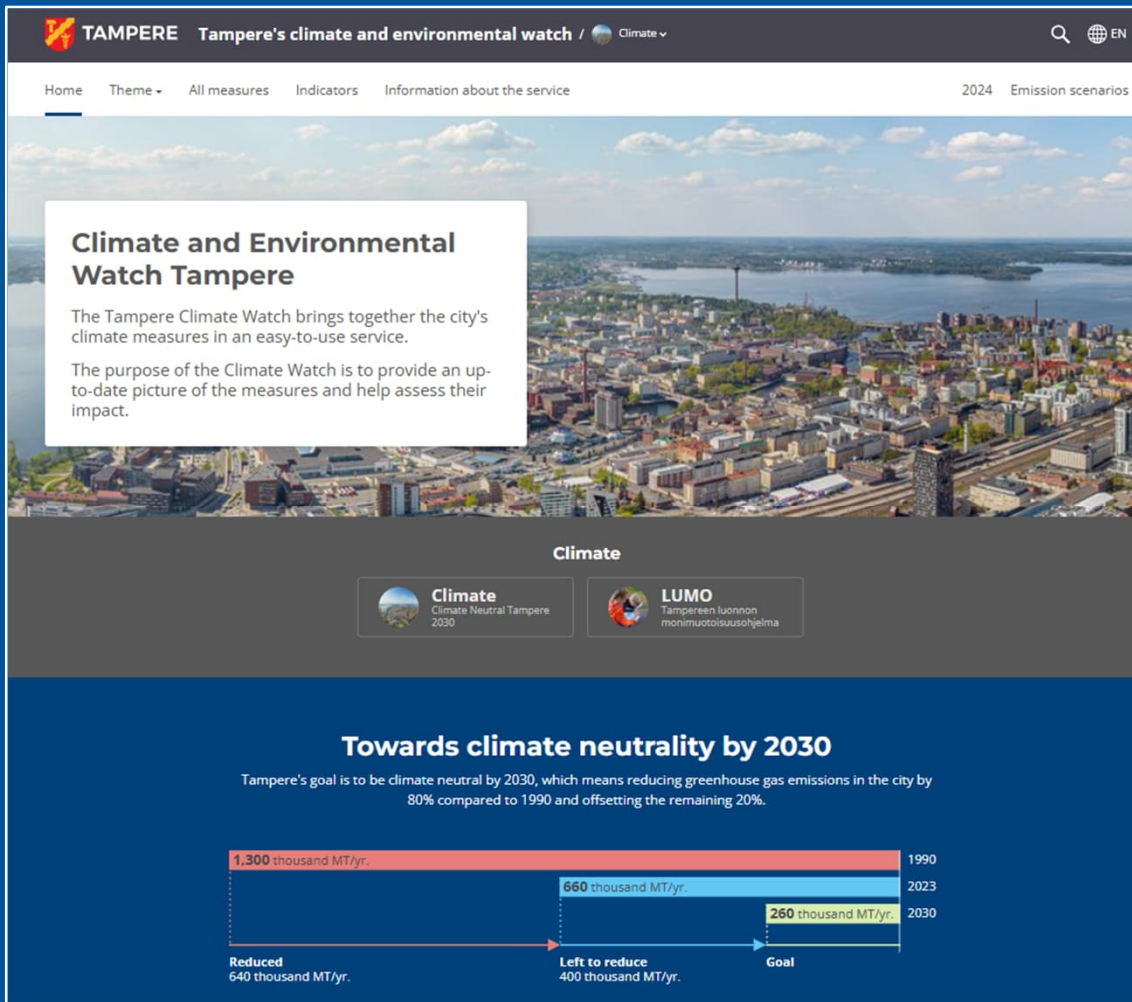 TAMPERE Tampere's climate and environmental watch / Climate EN
Home Theme All measures Indicators Information about the service 2024 Emission scenarios
Climate and Environmental
Watch Tampere
The Tampere Climate Watch brings together the city's
climate measures in an easy-to-use service.
The purpose of the Climate Watch is to provide an up-
to-date picture of the measures and help assess their
impact.
Climate
Climate
Climate Neutral Tampere
2030
LUMO
Tampereen luonnon
monimuotoisuusohjelma
Towards climate neutrality by 2030
Tampere's goal is to be climate neutral by 2030, which means reducing greenhouse gas emissions in the city by
80% compared to 1990 and offsetting the remaining 20%.
1,300 thousand MT/yr. 1990
660 thousand MT/yr. 2023
260 thousand MT/yr. 2030
Reduced
640 thousand MT/yr.
Left to reduce
400 thousand MT/yr.
Goal